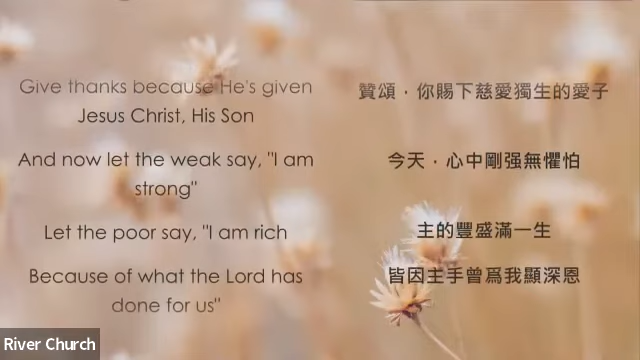 Give thanks because He's given
Jesus Christ, His Son
And now let the weak say, "I am
strong"
Let the poor say, "I am rich
Because of what the Lord has
done for us"
贊頌，你賜下慈愛獨生的愛子
今天，心中剛强無懼怕
主的豐盛滿一生
皆因主手曾爲我顯深恩
River Church